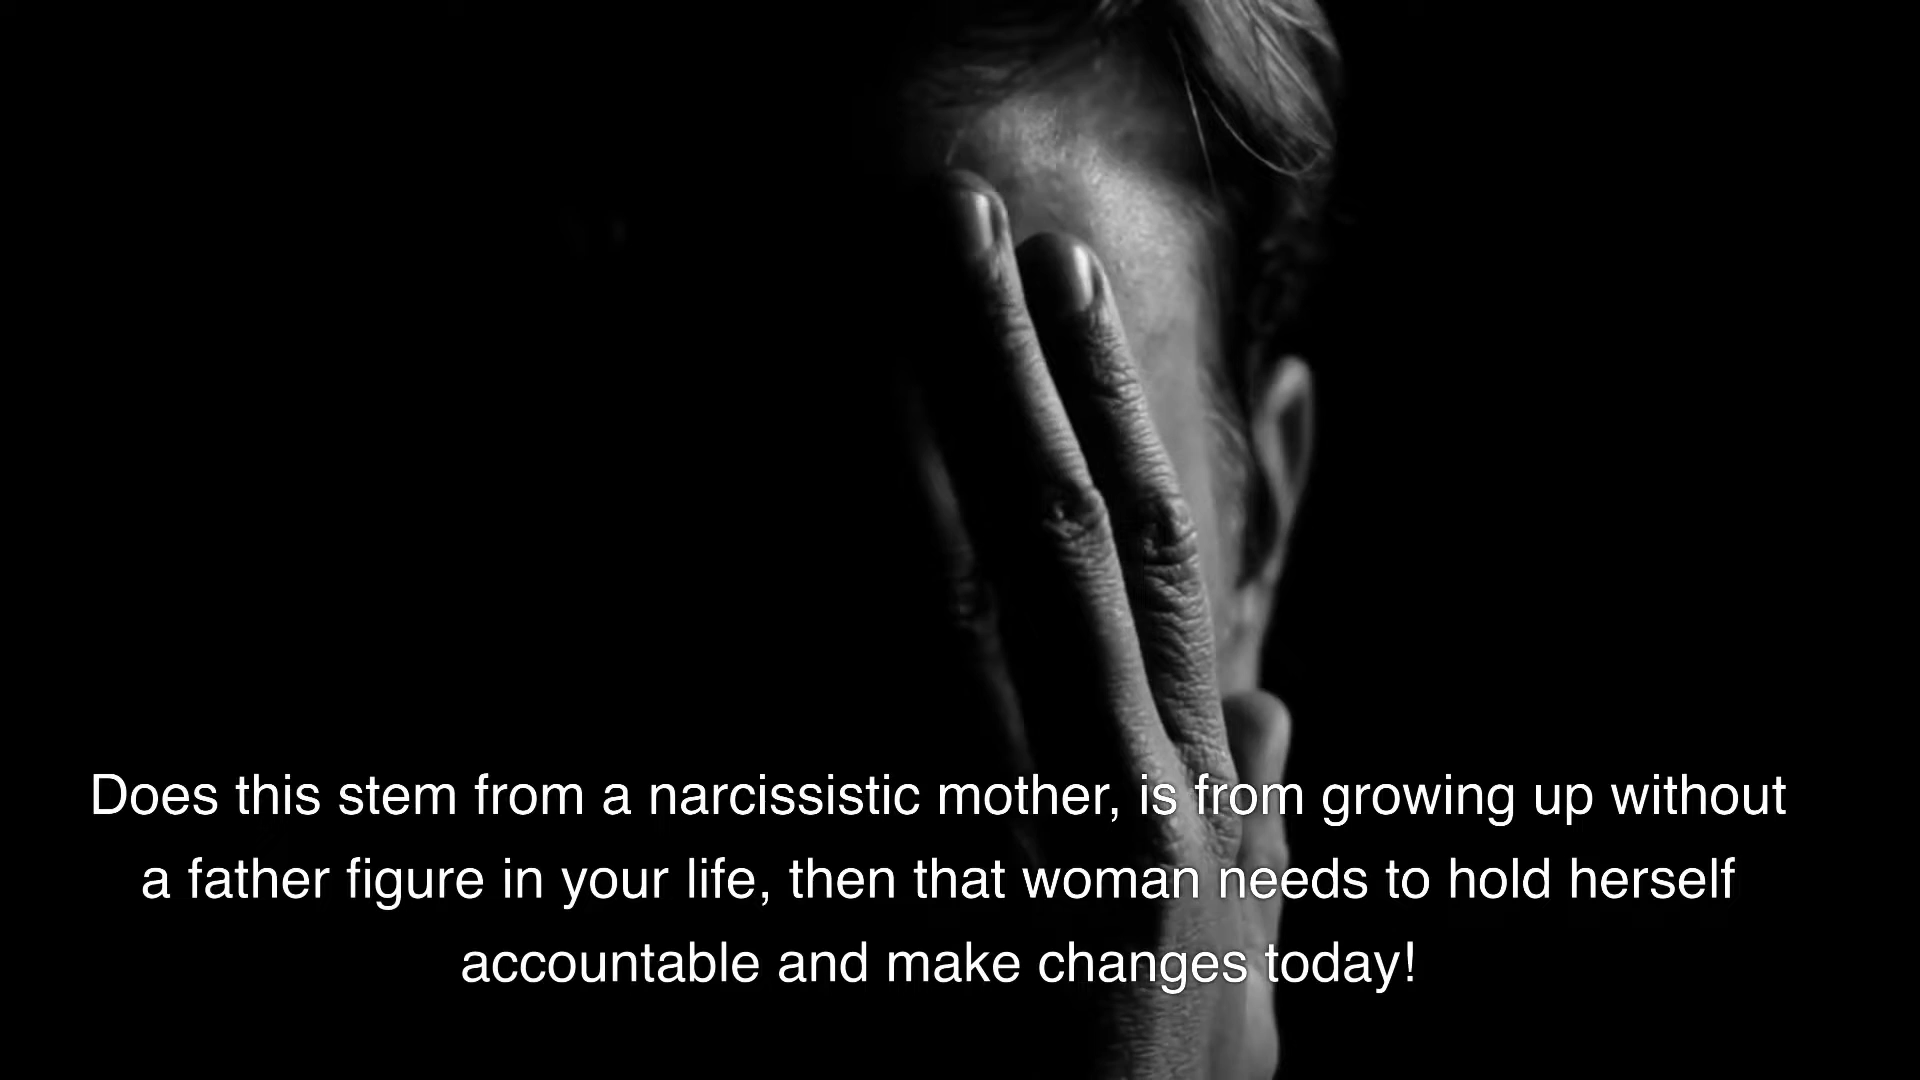 Does this stem from a narcissistic mother, is from growing up without
a father figure in your life, then that woman needs to hold herself
accountable and make changes today!